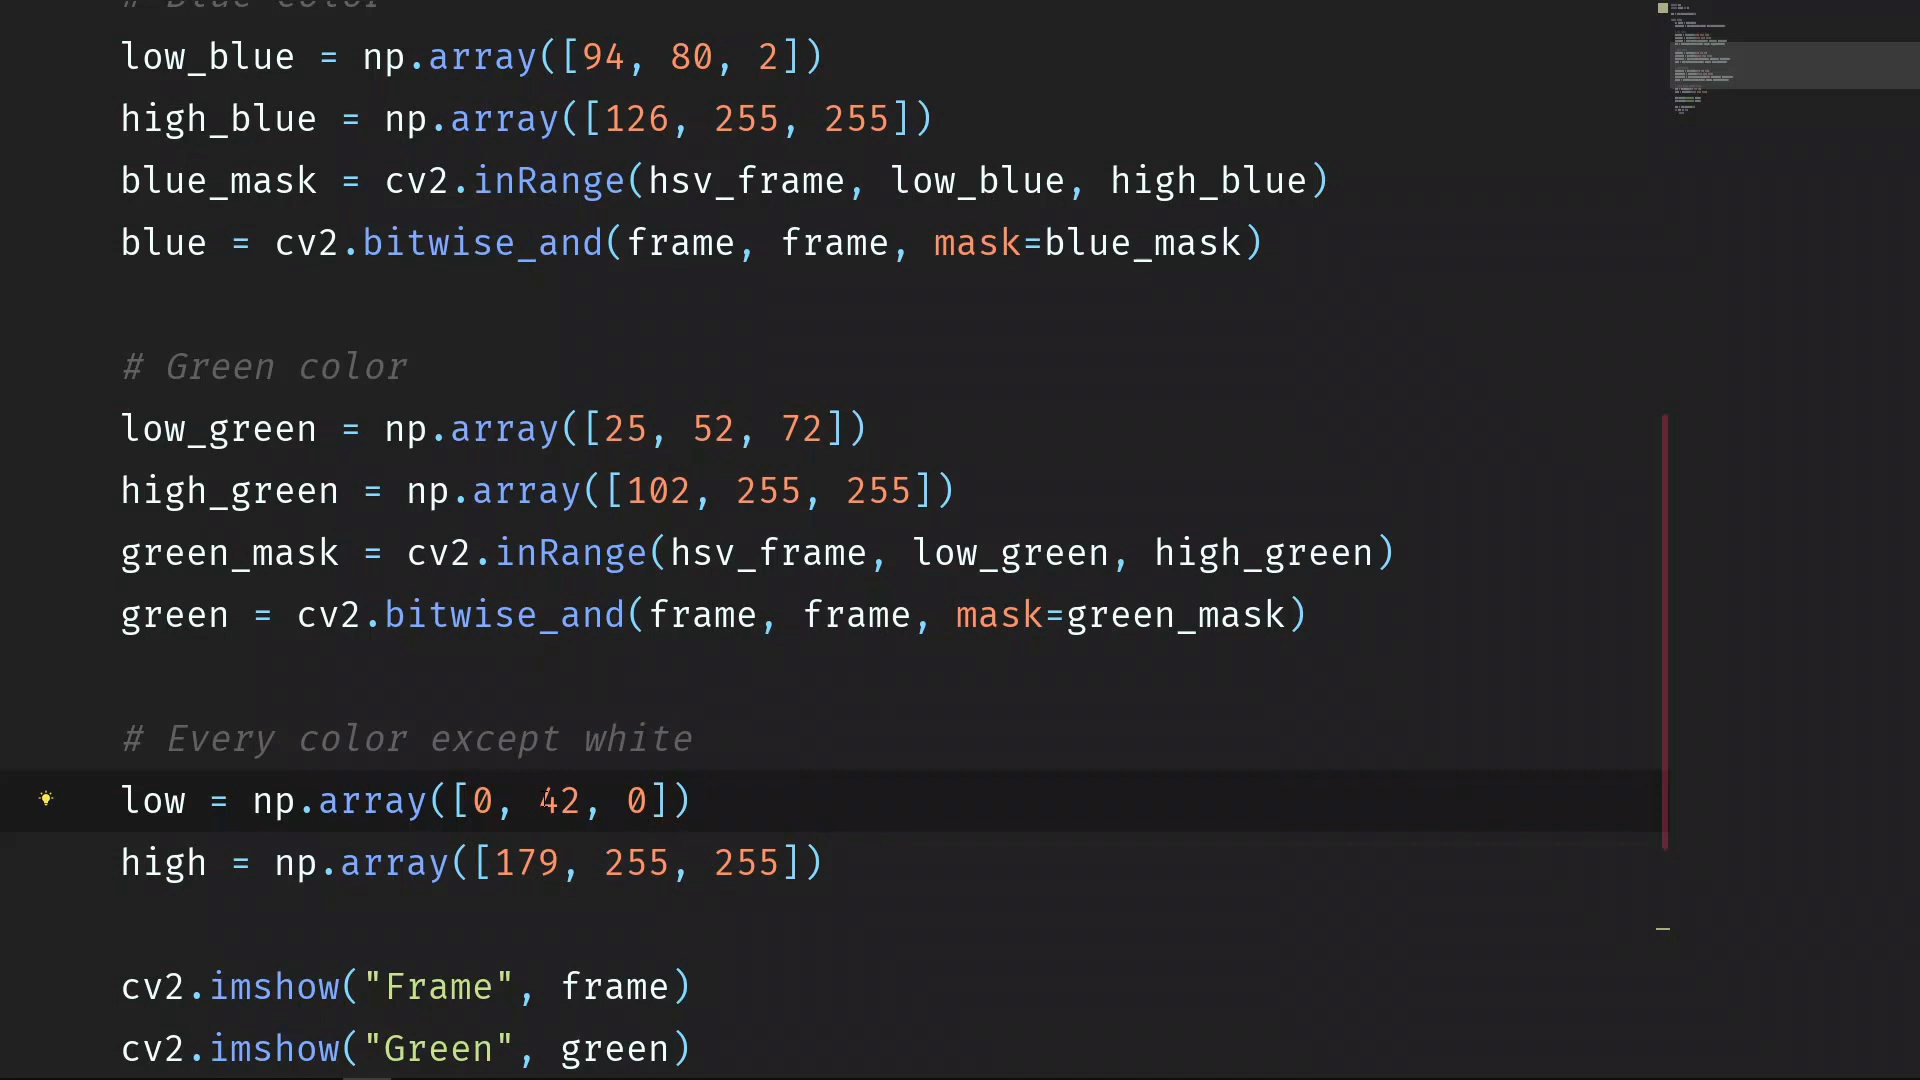 # Blue color
low_blue = np.array([94, 80, 2])
high_blue = np.array([126, 255, 255])
blue_mask = cv2.inRange(hsv_frame, low_blue, high_blue)
blue = cv2.bitwise_and(frame, frame, mask=blue_mask)
# Green color
low_green = np.array([25, 52, 72])
high_green = np.array([102, 255, 255])
green_mask = cv2.inRange(hsv_frame, low_green, high_green)
green = cv2.bitwise_and(frame, frame, mask=green_mask)
# Every color except white
low = np.array([0, 42, 0])
high = np.array([179, 255, 255])
cv2.imshow("Frame", frame)
cv2.imshow("Green", green)